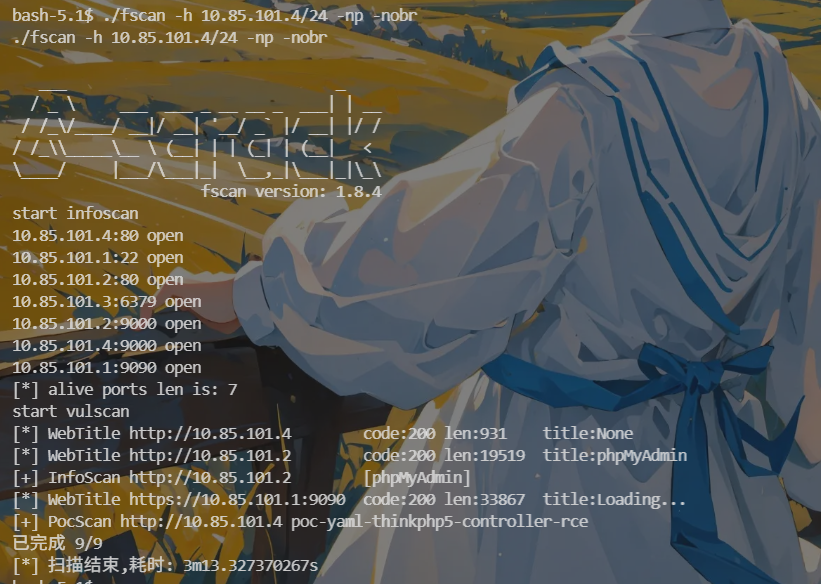 bash-5.1$ ./fscan -h 10.85.101.4/24 -np -nobr
./fscan -h 10.85.101.4/24 -np -nobr
fscan version: 1.8.4
start infoscan
10.85.101.4:80 open
10.85.101.1:22 open
10.85.101.2:80 open
10.85.101.3:6379 open
10.85.101.2:9000 open
10.85.101.4:9000 open
10.85.101.1:9090 open
[*] alive ports len is: 7
start vulscan
[*] WebTitle http://10.85.101.4 code:200 len:931 title:None
[*] WebTitle http://10.85.101.2 code:200 len:19519 title:phpMyAdmin
[+] InfoScan http://10.85.101.2 [phpMyAdmin]
[*] WebTitle https://10.85.101.1:9090 code:200 len:33867 title:Loading...
[+] PocScan http://10.85.101.4 poc-yaml-thinkphp5-controller-rce
已完成 9/9
[*] 扫描结束,耗时: 3m13.327370267s